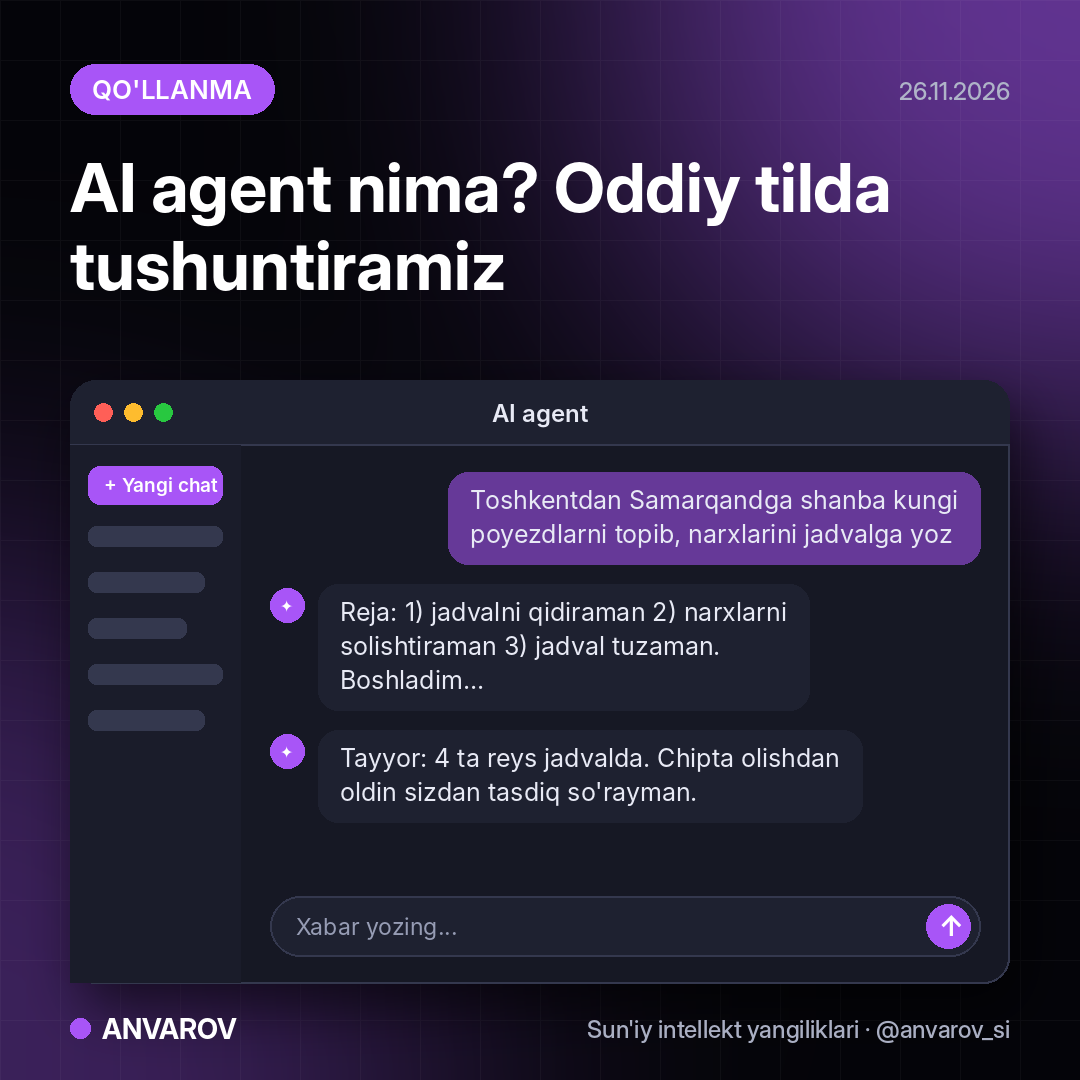 QO'LLANMA
26.11.2026
AI agent nima? Oddiy tilda
tushuntiramiz
AI agent
+ Yangi chat
Toshkentdan Samarqandga shanba kungi
poyezdlarni topib, narxlarini jadvalga yoz
Reja: 1) jadvalni qidiraman 2) narxlarni
solishtiraman 3) jadval tuzaman.
Boshladim...
Tayyor: 4 ta reys jadvalda. Chipta olishdan
oldin sizdan tasdiq so'rayman.
Xabar yozing...
ANVAROV
Sun'iy intellekt yangiliklari · @anvarov_si